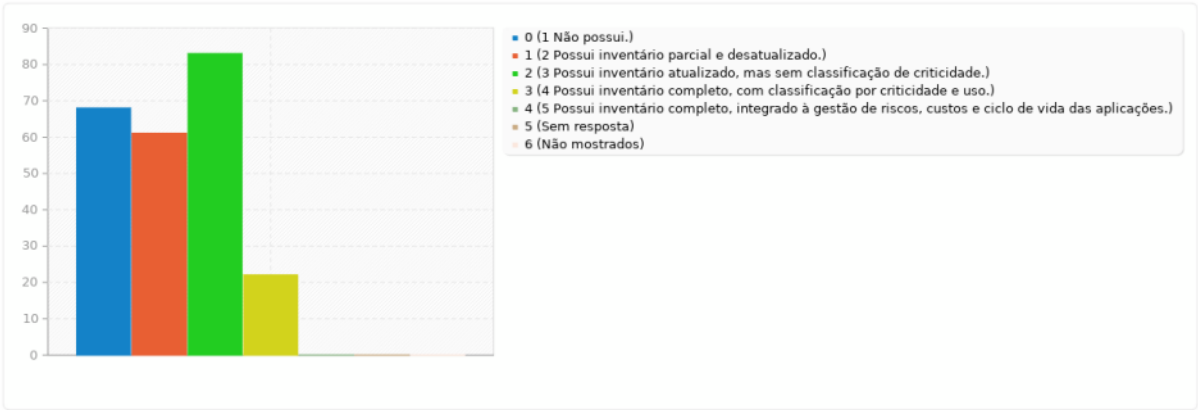 90
80
70
60
50
40
30
20
10
0
0 (1 Não possui.)
1 (2 Possui inventário parcial e desatualizado.)
2 (3 Possui inventário atualizado, mas sem classificação de criticidade.)
3 (4 Possui inventário completo, com classificação por criticidade e uso.)
4 (5 Possui inventário completo, integrado à gestão de riscos, custos e ciclo de vida das aplicações.)
5 (Sem resposta)
6 (Não mostrados)